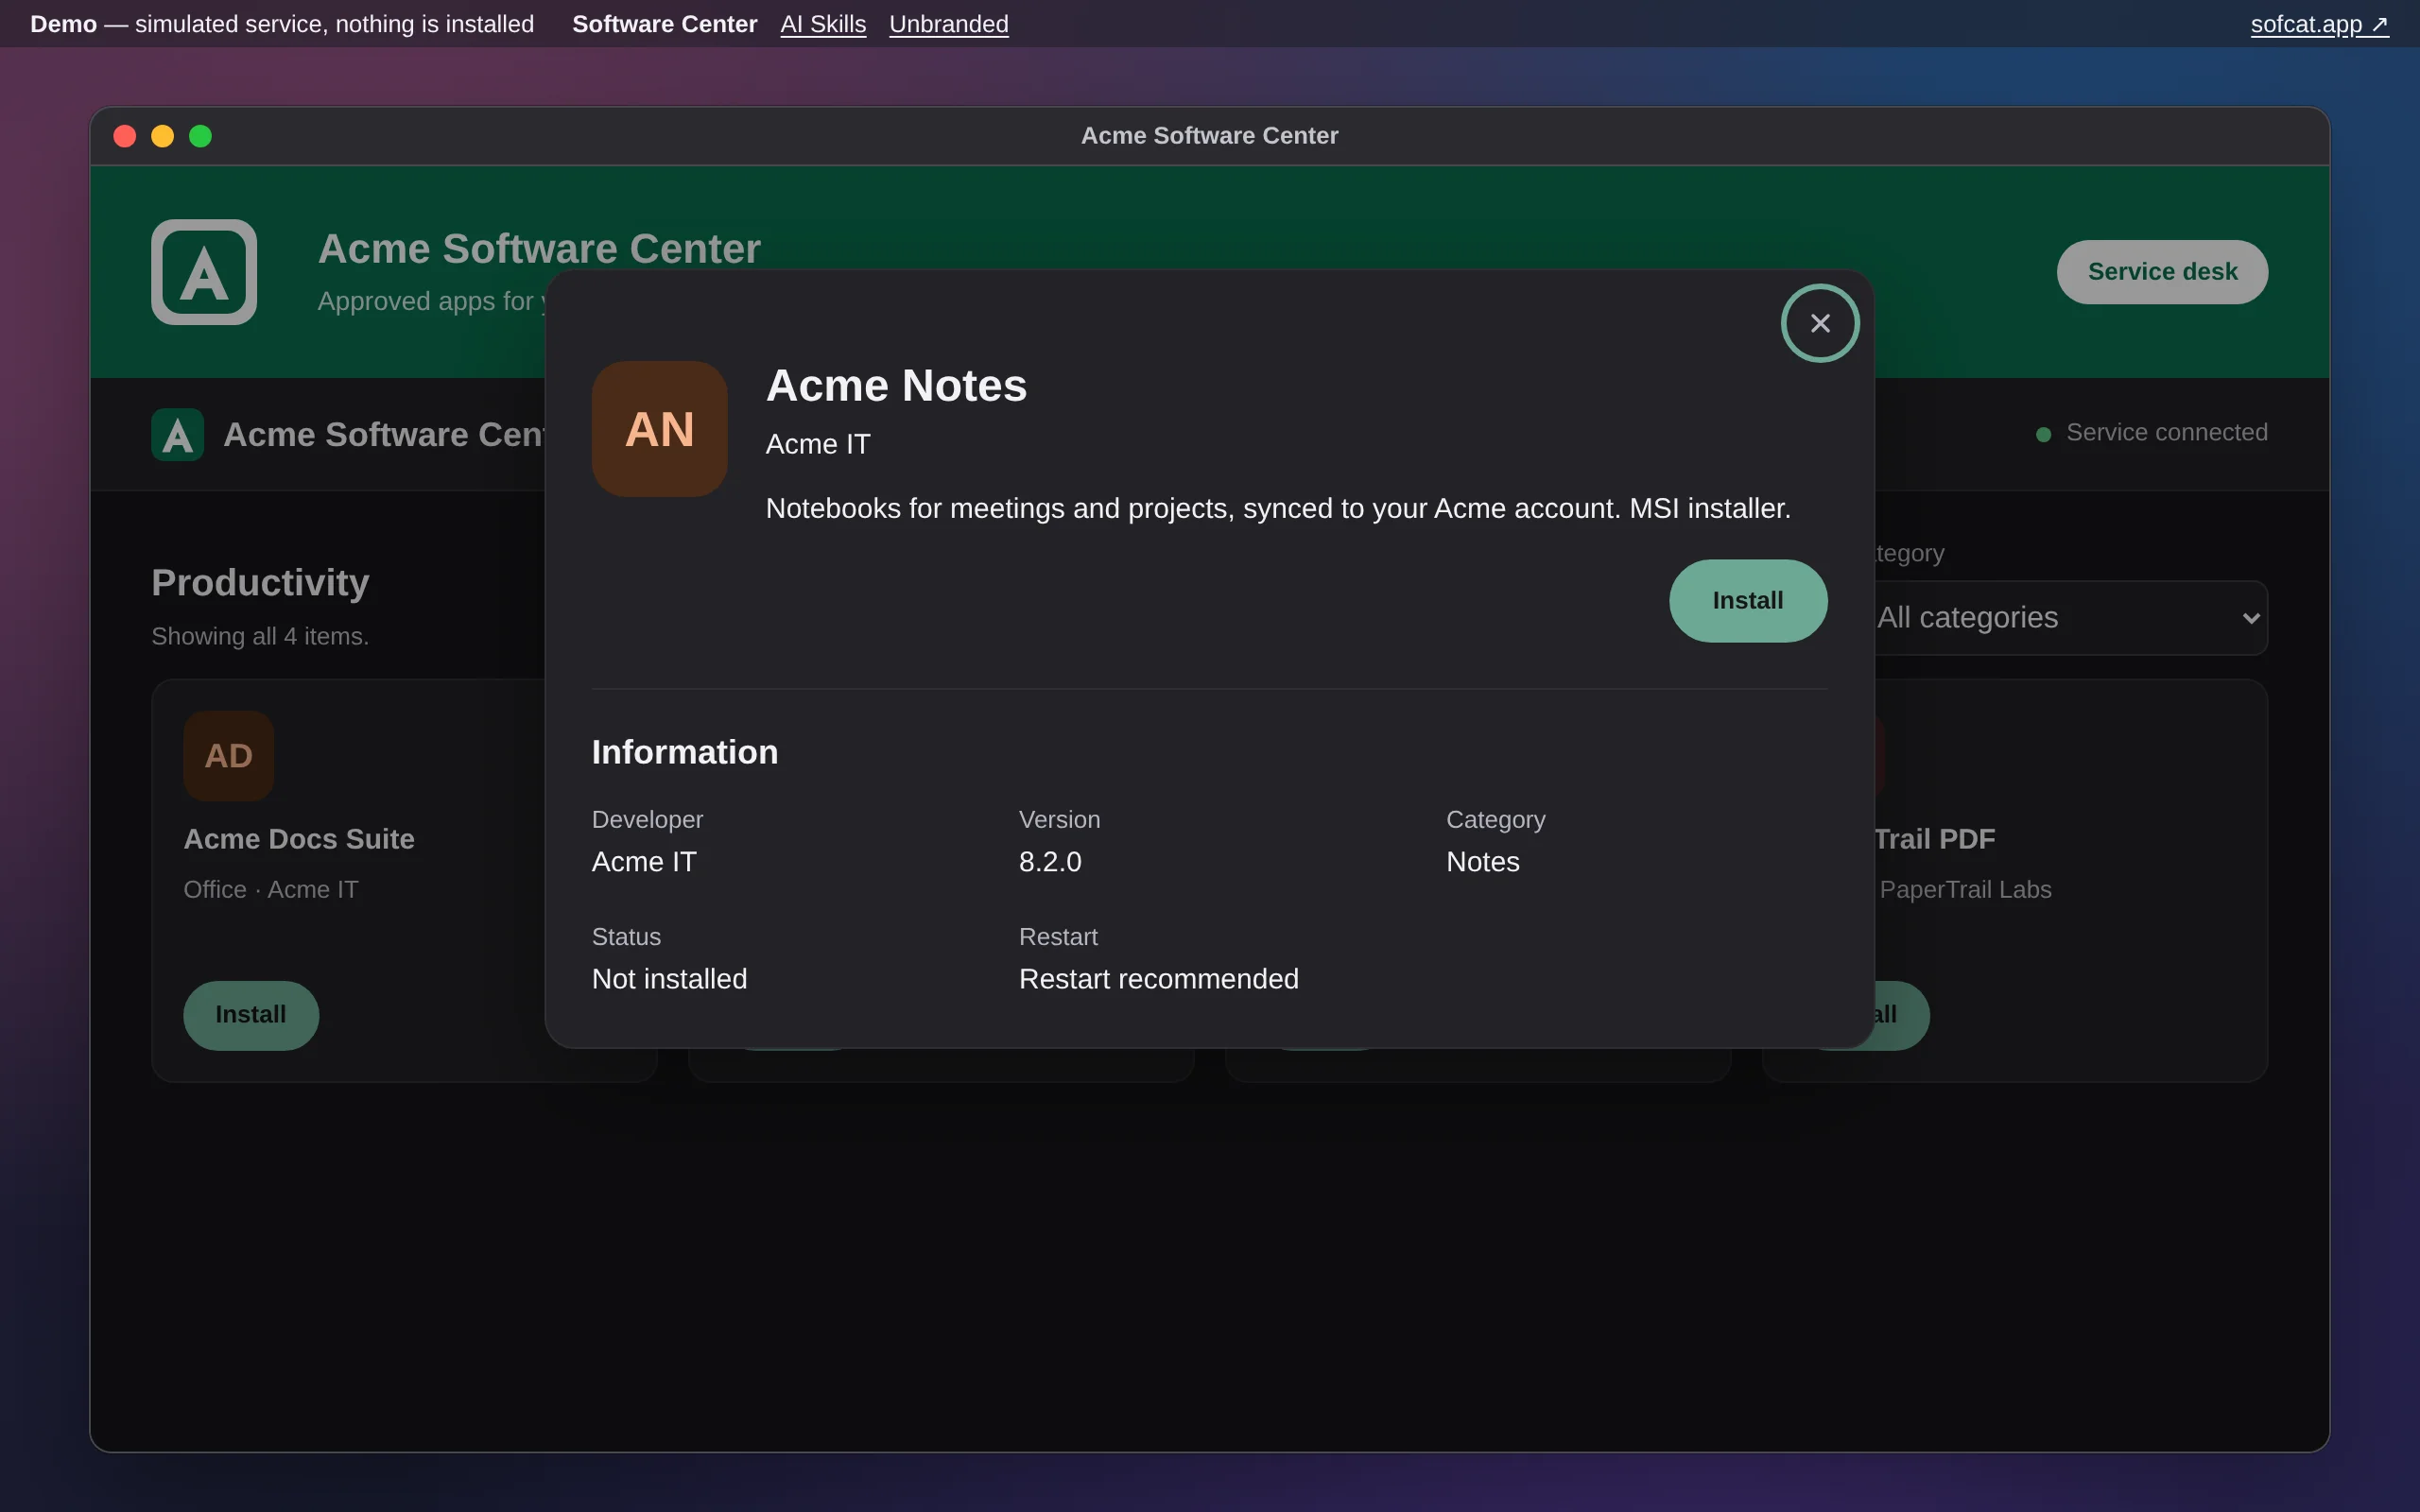 Demo — simulated service, nothing is installed Software Center AI Skills Unbranded sofcat.app ↗
Acme Software Center
A
Acme Software Center
Approved apps for
Service desk
A Acme Software Cen
Service connected
Acme Notes
AN
Acme IT
Notebooks for meetings and projects, synced to your Acme account. MSI installer.
Install
Productivity
Showing all 4 items.
tegory
All categories
Information
Developer Version Category
Acme IT 8.2.0 Notes
Status Restart
Not installed Restart recommended
AD
Acme Docs Suite
Office · Acme IT
Install
Trail PDF
PaperTrail Labs
all